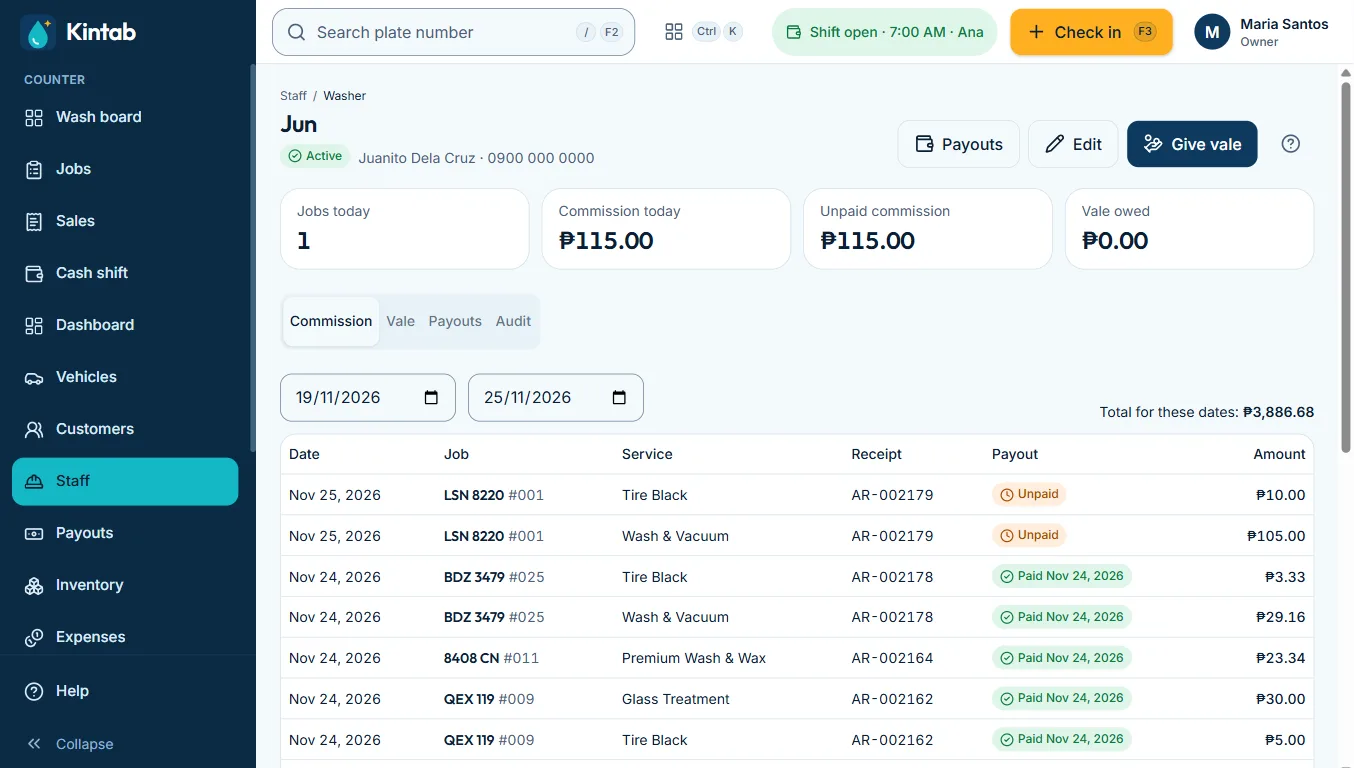 Kintab
Search plate number / F2
Ctrl K
Shift open · 7:00 AM · Ana
Check in F3
M
Maria Santos
Owner
COUNTER
Wash board
Jobs
Sales
Cash shift
Dashboard
Vehicles
Customers
Staff
Payouts
Inventory
Expenses
Help
Collapse
Staff / Washer
Jun
Active Juanito Dela Cruz · 0900 000 0000
Payouts
Edit
Give vale
Jobs today
1
Commission today
₱115.00
Unpaid commission
₱115.00
Vale owed
₱0.00
Commission Vale Payouts Audit
19/11/2026 25/11/2026
Total for these dates: ₱3,886.68
Date Job Service Receipt Payout Amount
Nov 25, 2026 LSN 8220 #001 Tire Black AR-002179 Unpaid ₱10.00
Nov 25, 2026 LSN 8220 #001 Wash & Vacuum AR-002179 Unpaid ₱105.00
Nov 24, 2026 BDZ 3479 #025 Tire Black AR-002178 Paid Nov 24, 2026 ₱3.33
Nov 24, 2026 BDZ 3479 #025 Wash & Vacuum AR-002178 Paid Nov 24, 2026 ₱29.16
Nov 24, 2026 8408 CN #011 Premium Wash & Wax AR-002164 Paid Nov 24, 2026 ₱23.34
Nov 24, 2026 QEX 119 #009 Glass Treatment AR-002162 Paid Nov 24, 2026 ₱30.00
Nov 24, 2026 QEX 119 #009 Tire Black AR-002162 Paid Nov 24, 2026 ₱5.00